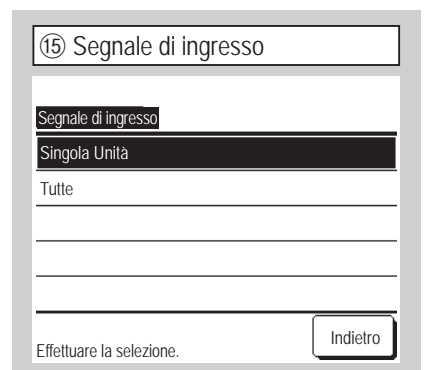 ⑮ Segnale di ingresso
Segnale di ingresso
Singola Unità
Tutte
Effettuare la selezione.
Indietro